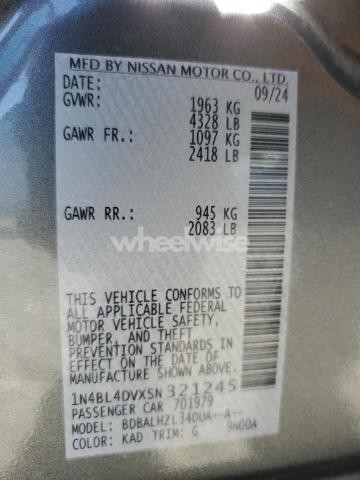 MFD BY NISSAN MOTOR CO., LTD.
DATE: 09/24
GVWR: 1963 KG
4328 LB
GAWR FR.: 1097 KG
2418 LB
GAWR RR.: 945 KG
2083 LB
wheelwise
THIS VEHICLE CONFORMS TO
ALL APPLICABLE FEDERAL
MOTOR VEHICLE SAFETY,
BUMPER, AND THEFT
PREVENTION STANDARDS
IN EFFECT ON THE DATE OF
MANUFACTURE SHOWN ABOVE.
1N4BL4DVXSN321245
PASSENGER CAR 701979
MODEL: BDBALHZL34DUA--A--
COLOR: KAD TRIM: G 9N00A